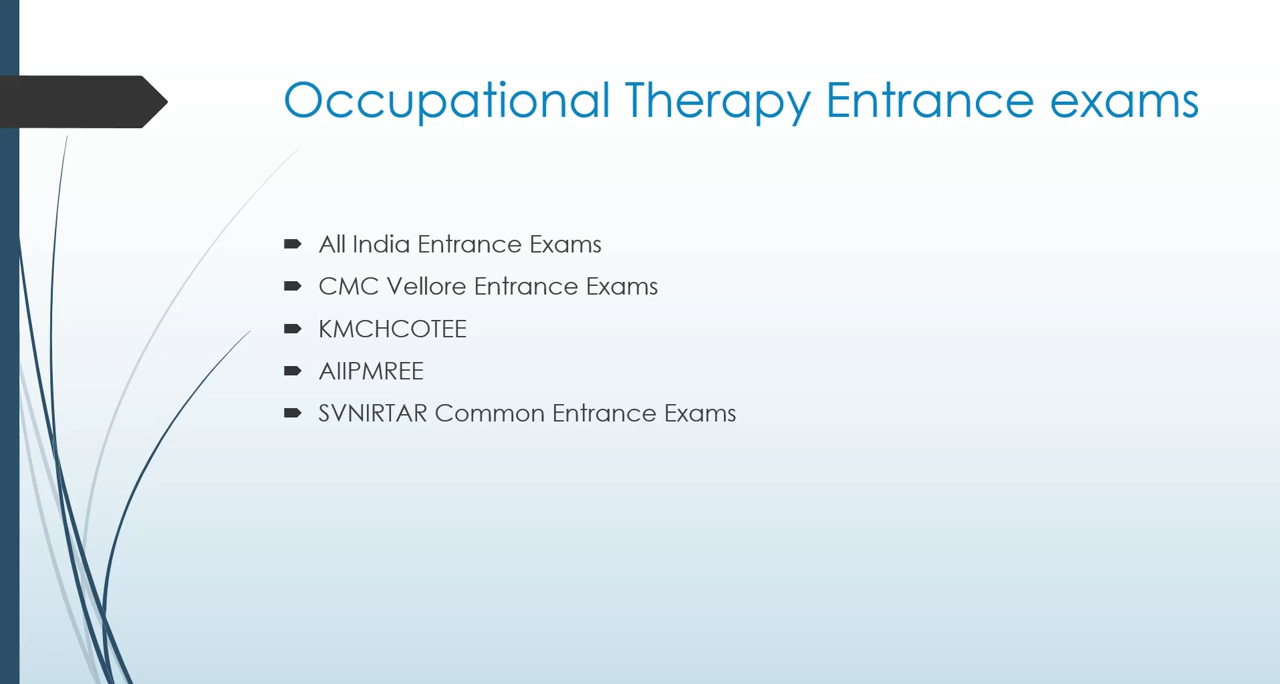 Occupational Therapy Entrance exams
All India Entrance Exams
CMC Vellore Entrance Exams
KMCHCOTEE
AIIPMREE
SVNIRTAR Common Entrance Exams